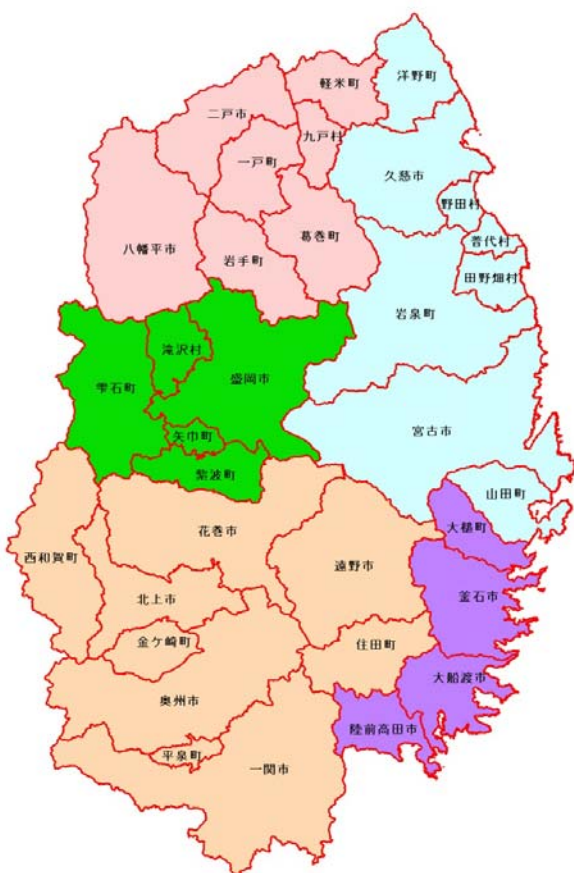 洋野町
軽米町
二戸市
九戸村
一戸町
久慈市
野田村
葛巻町
普代村
八幡平市
岩手町
田野畑村
岩泉町
滝沢村
盛岡市
雫石町
宮古市
矢巾町
紫波町
山田町
大槌町
花巻市
西和賀町
遠野市
釜石市
北上市
金ケ崎町
住田町
大船渡市
奥州市
陸前高田市
平泉町
一関市